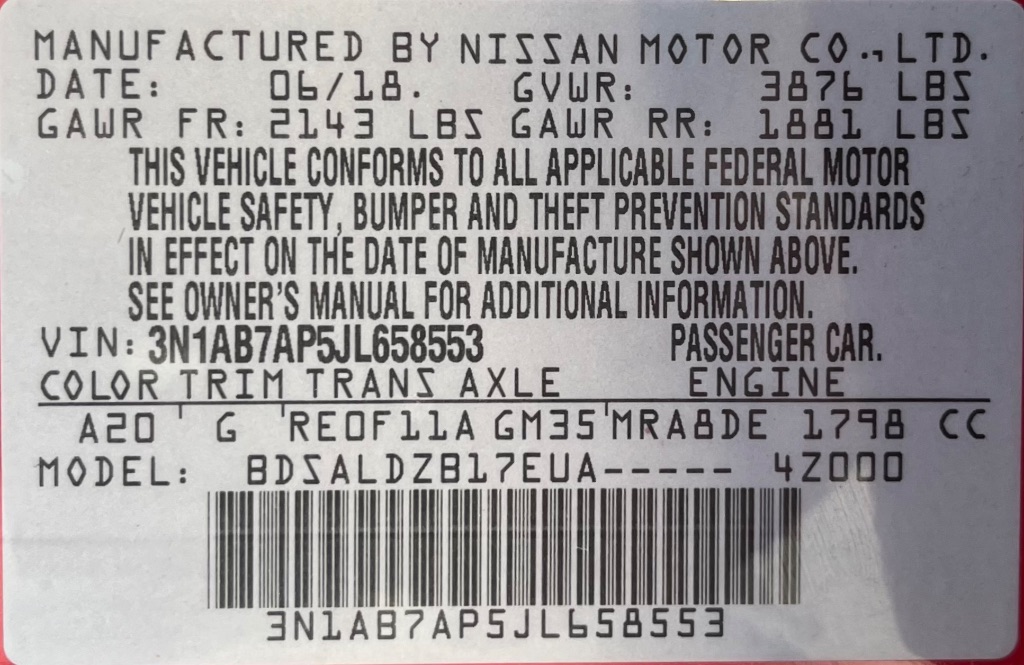 MANUFACTURED BY NISSAN MOTOR CO., LTD.
DATE: 06/18. GVWR: 3876 LBS
GAWR FR: 2143 LBS GAWR RR: 1881 LBS
THIS VEHICLE CONFORMS TO ALL APPLICABLE FEDERAL MOTOR
VEHICLE SAFETY, BUMPER AND THEFT PREVENTION STANDARDS
IN EFFECT ON THE DATE OF MANUFACTURE SHOWN ABOVE.
SEE OWNER'S MANUAL FOR ADDITIONAL INFORMATION.
VIN: 3N1AB7AP5JL658553 PASSENGER CAR.
COLOR TRIM TRANS AXLE ENGINE
A20 G RE0F11A GM35 MRA8DE 1798 CC
MODEL: BDSALDZB17EUA----- 4Z000
3N1AB7AP5JL658553